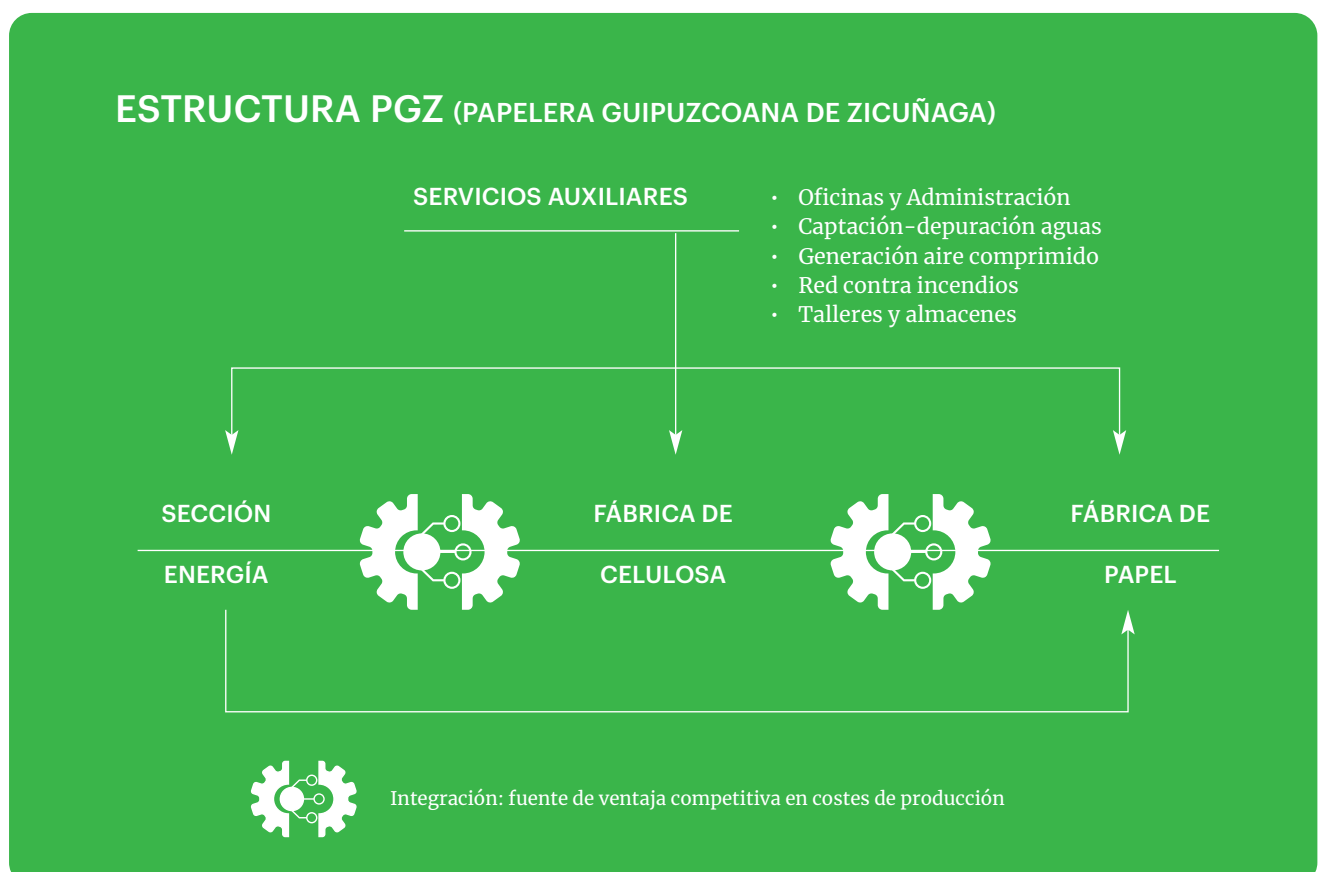 ESTRUCTURA PGZ (PAPELERA GUIPUZCOANA DE ZICUÑAGA)
SERVICIOS AUXILIARES
· Oficinas y Administración
· Captación-depuración aguas
· Generación aire comprimido
· Red contra incendios
· Talleres y almacenes
SECCIÓN
ENERGÍA
FÁBRICA DE
CELULOSA
FÁBRICA DE
PAPEL
Integración: fuente de ventaja competitiva en costes de producción